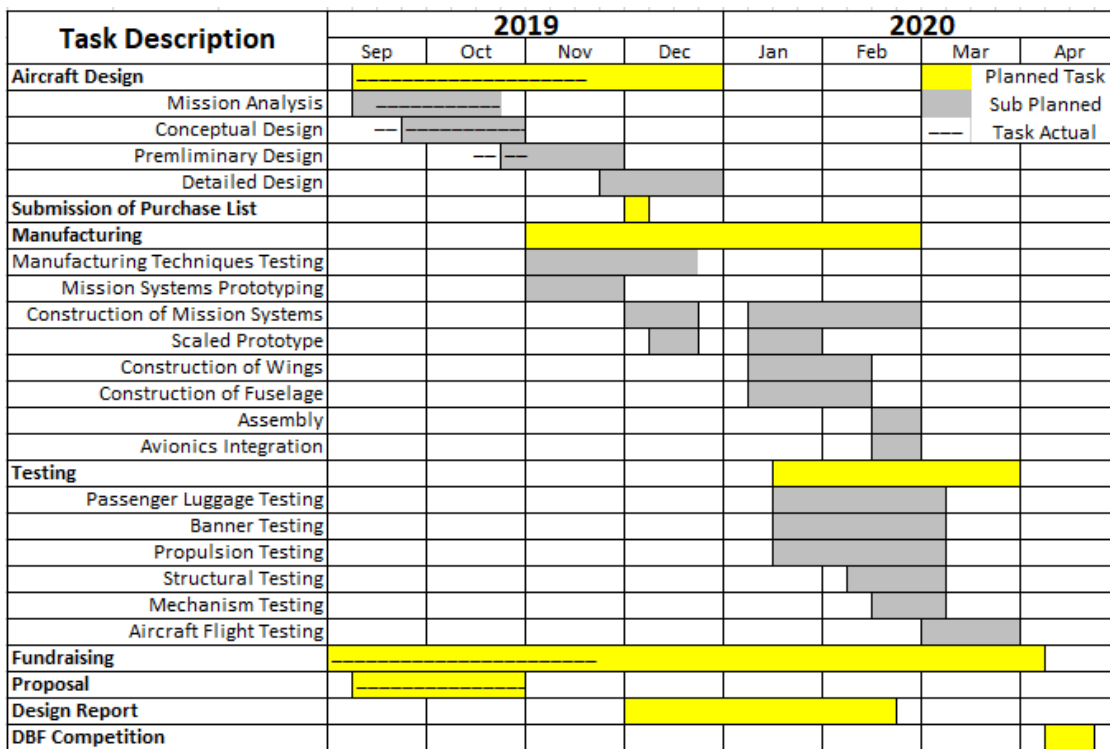 Task Description 2019 2020
Sep Oct Nov Dec Jan Feb Mar Apr
Aircraft Design Planned Task
Mission Analysis Sub Planned
Conceptual Design Task Actual
Premliminary Design
Detailed Design
Submission of Purchase List
Manufacturing
Manufacturing Techniques Testing
Mission Systems Prototyping
Construction of Mission Systems
Scaled Prototype
Construction of Wings
Construction of Fuselage
Assembly
Avionics Integration
Testing
Passenger Luggage Testing
Banner Testing
Propulsion Testing
Structural Testing
Mechanism Testing
Aircraft Flight Testing
Fundraising
Proposal
Design Report
DBF Competition